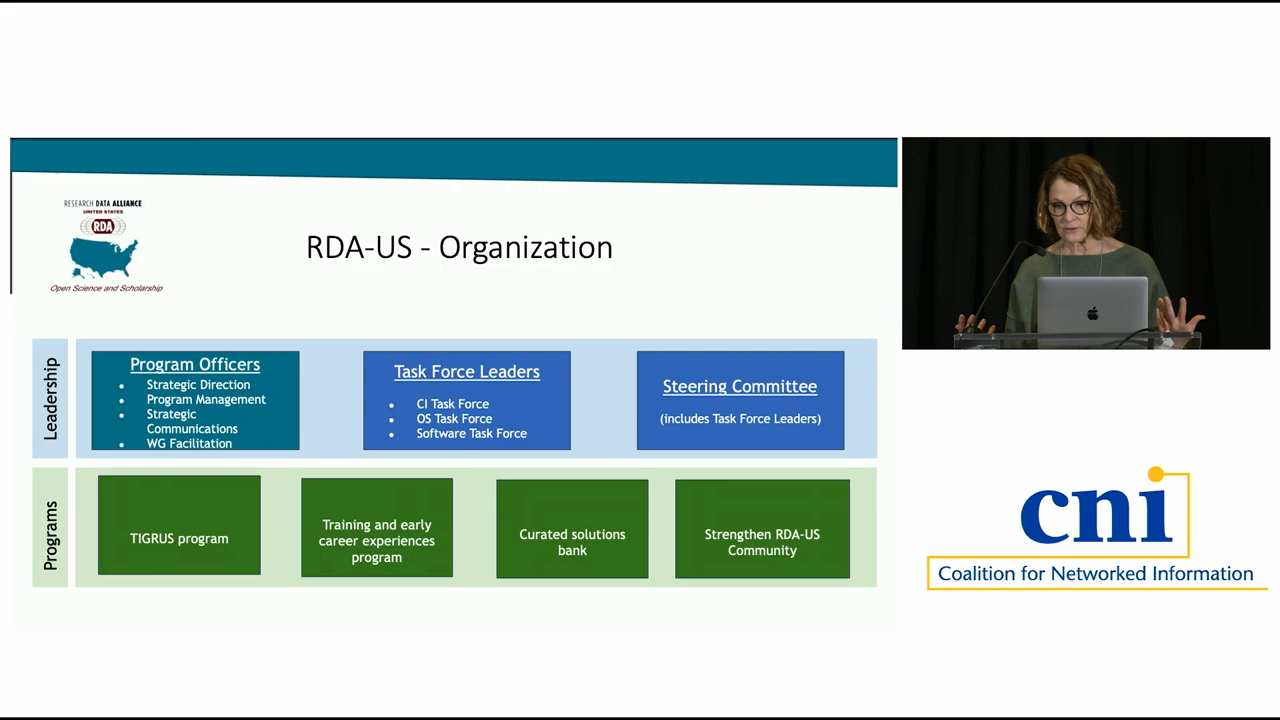 RESEARCH DATA ALLIANCE
UNITED STATES
RDA
Open Science and Scholarship
RDA-US - Organization
Leadership
Program Officers
• Strategic Direction
• Program Management
• Strategic
Communications
• WG Facilitation
Task Force Leaders
• CI Task Force
• OS Task Force
• Software Task Force
Steering Committee
(includes Task Force Leaders)
Programs
TIGRUS program
Training and early
career experiences
program
Curated solutions
bank
Strengthen RDA-US
Community
cni
Coalition for Networked Information